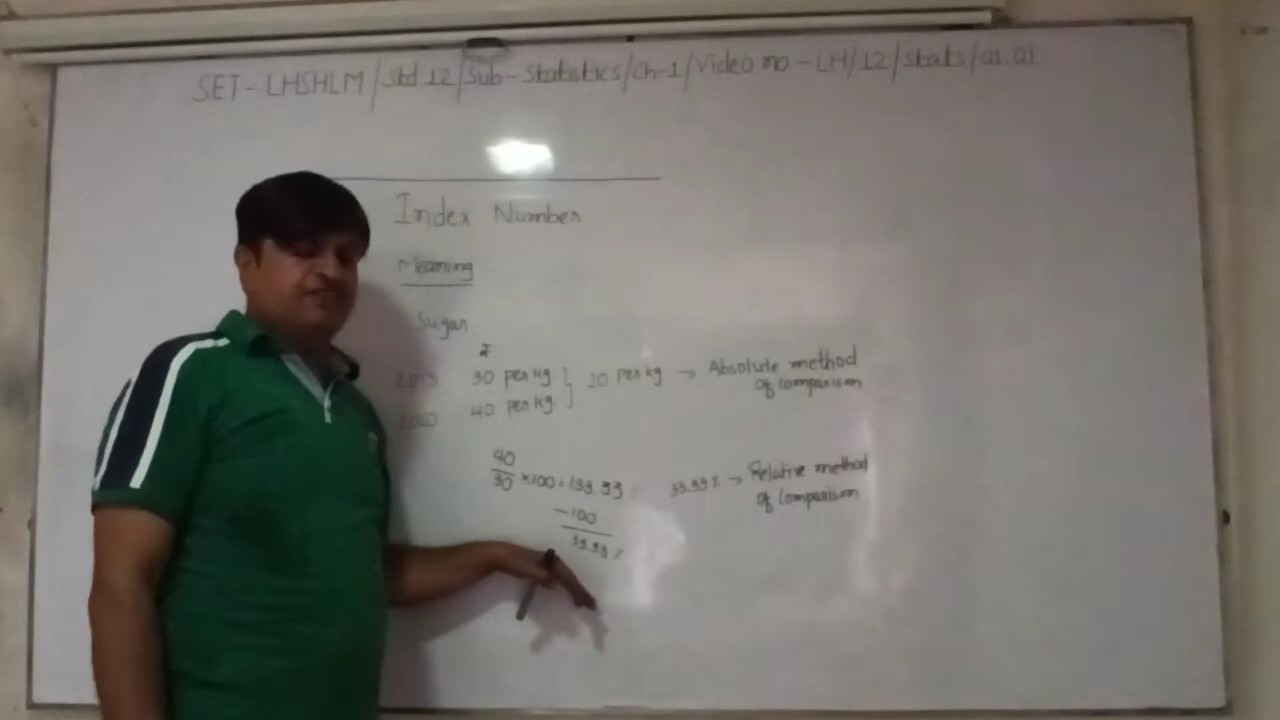 SET - LHSHLM / Std 12 / Sub - Statistics / Ch-1 / Video no - LH / 12 / Stats / 01.01
Index Number
Meaning
Sugar
₹
30 per kg
40 per kg.
10 per kg → Absolute method
of comparison
40
30 × 100 = 133.33
- 100
33.33 %
33.33 % → Relative method
of comparison